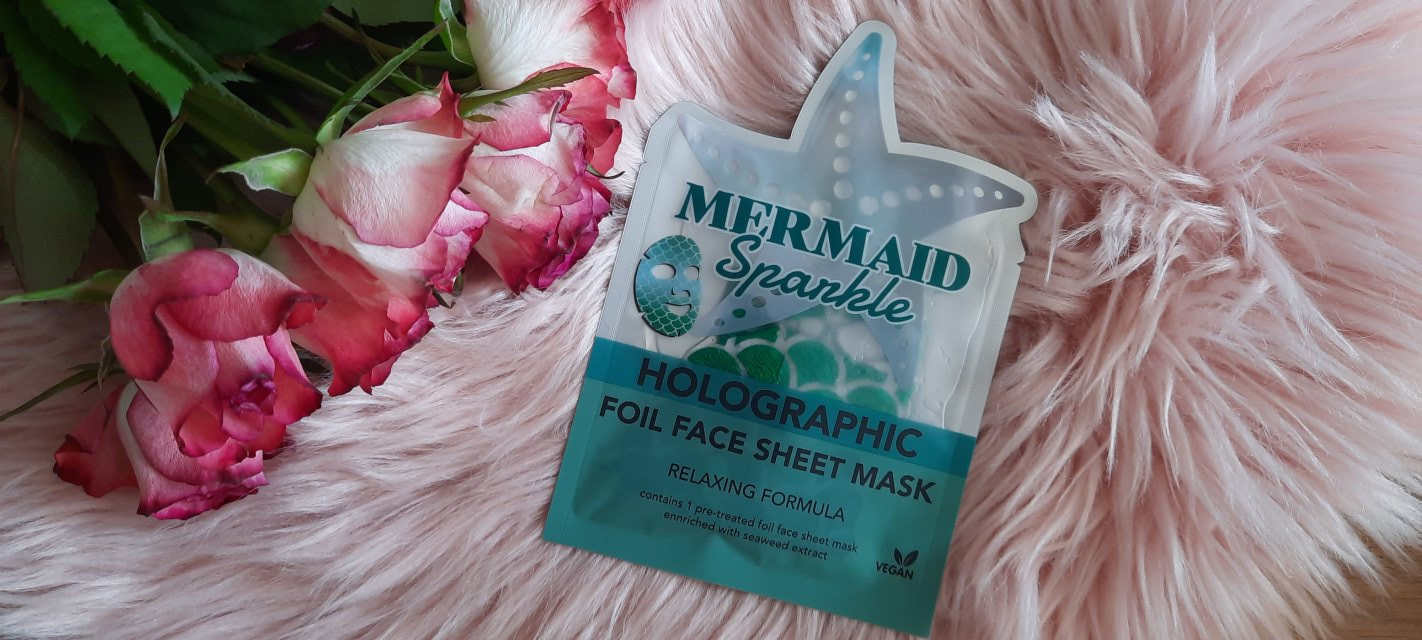 MERMAID
Sparkle
HOLOGRAPHIC
FOIL FACE SHEET MASK
RELAXING FORMULA
contains 1 pre-treated foil face sheet mask
ennriched with seaweed extract
VEGAN